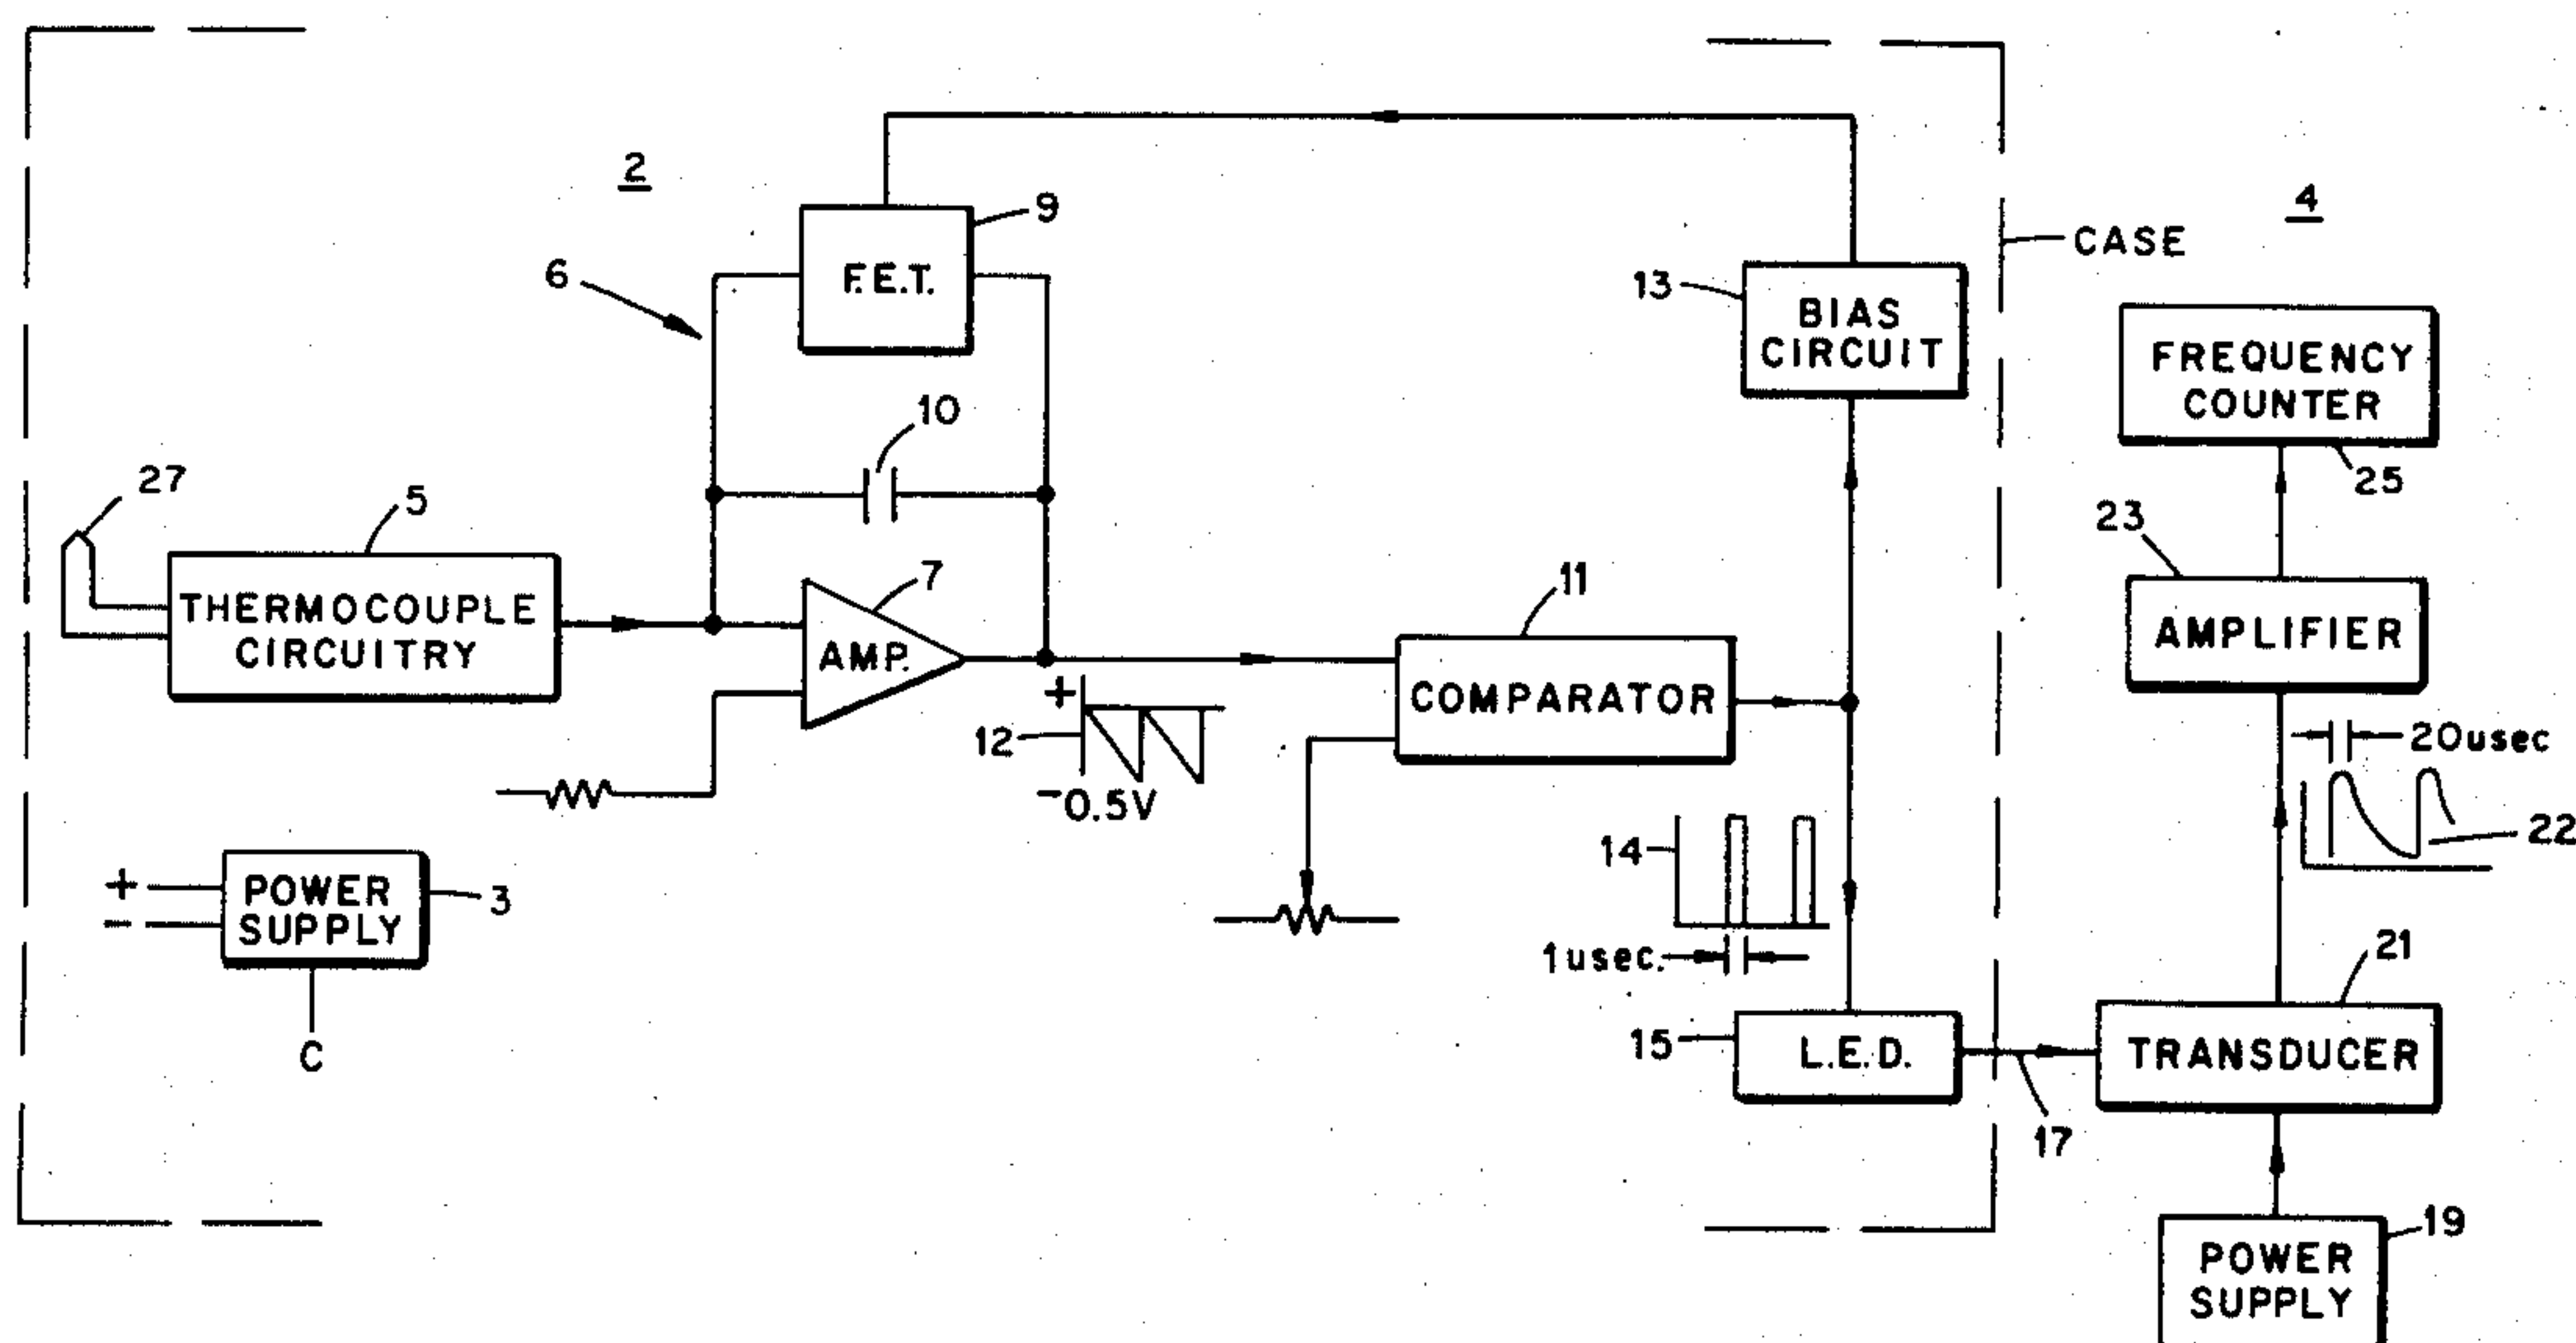 2
4
9
CASE
6
F.E.T.
13
BIAS
CIRCUIT
FREQUENCY
COUNTER
25
10
27
5
23
7
11
THERMOCOUPLE
CIRCUITRY
AMP.
AMPLIFIER
COMPARATOR
+
12
-0.5V
20usec
22
14
+
-
POWER
SUPPLY
3
1usec.
21
C
15
L.E.D.
TRANSDUCER
17
19
POWER
SUPPLY